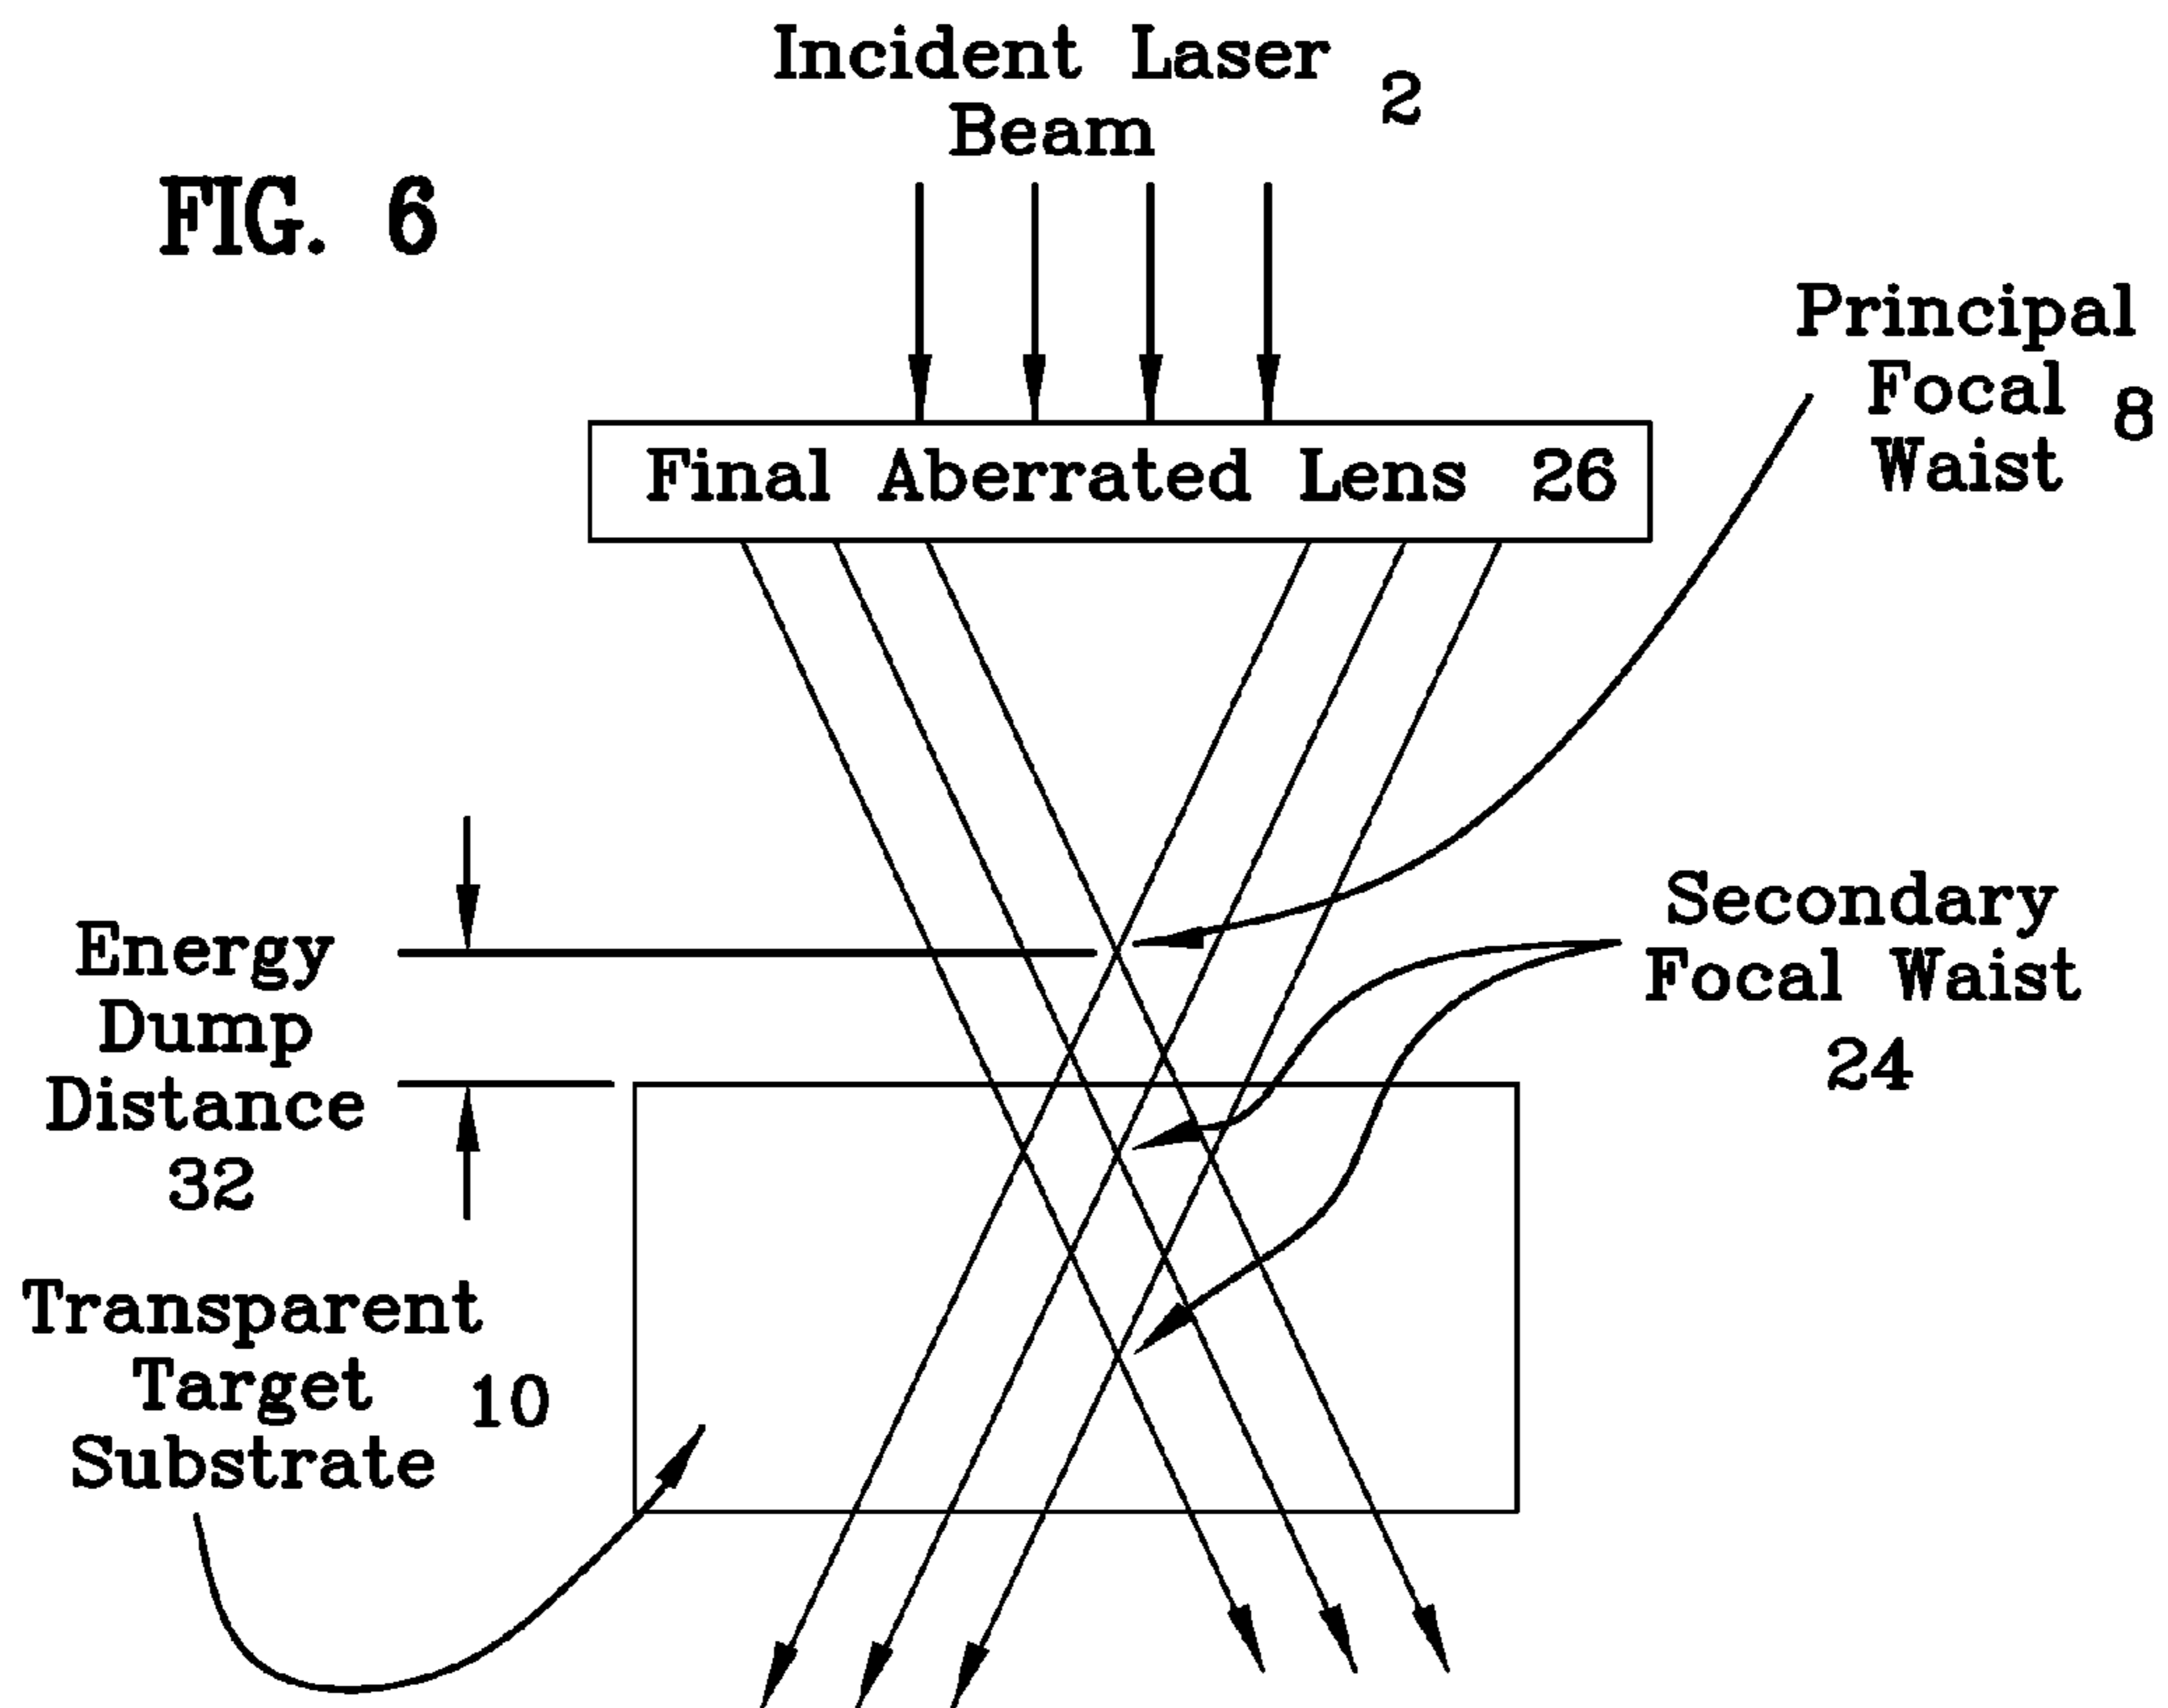 Incident Laser
Beam 2
FIG. 6
Principal
Focal 8
Waist
Final Aberrated Lens 26
Secondary
Focal Waist
24
Energy
Dump
Distance
32
Transparent
Target 10
Substrate